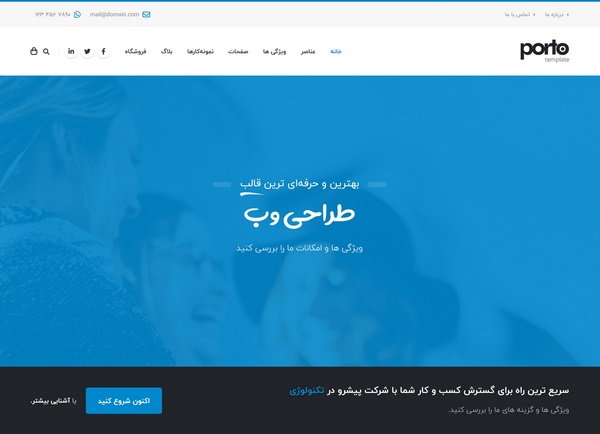 درباره ما
تماس با ما
mail@domain.com
۱۲۳ ۴۵۶ ۷۸۹۰
porto
template
خانه
عناصر
ویژگی ها
صفحات
نمونه‌کارها
بلاگ
فروشگاه
بهترین و حرفه‌ای ترین قالب
طراحی وب
ویژگی ها و امکانات ما را بررسی کنید
سریع ترین راه برای گسترش کسب و کار شما با شرکت پیشرو در تکنولوژی
ویژگی ها و گزینه های ما را بررسی کنید.
اکنون شروع کنید
یا آشنایی بیشتر.